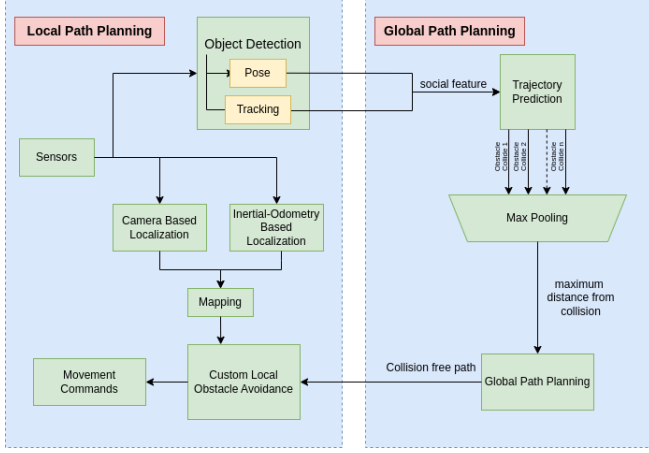 Local Path Planning
Global Path Planning
Object Detection
Pose
Tracking
social feature
Trajectory
Prediction
Obstacle
Collide 1
Obstacle
Collide 2
Obstacle
Collide n
Sensors
Camera Based
Localization
Inertial-Odometry
Based
Localization
Max Pooling
Mapping
maximum
distance from
collision
Movement
Commands
Custom Local
Obstacle Avoidance
Collision free path
Global Path Planning